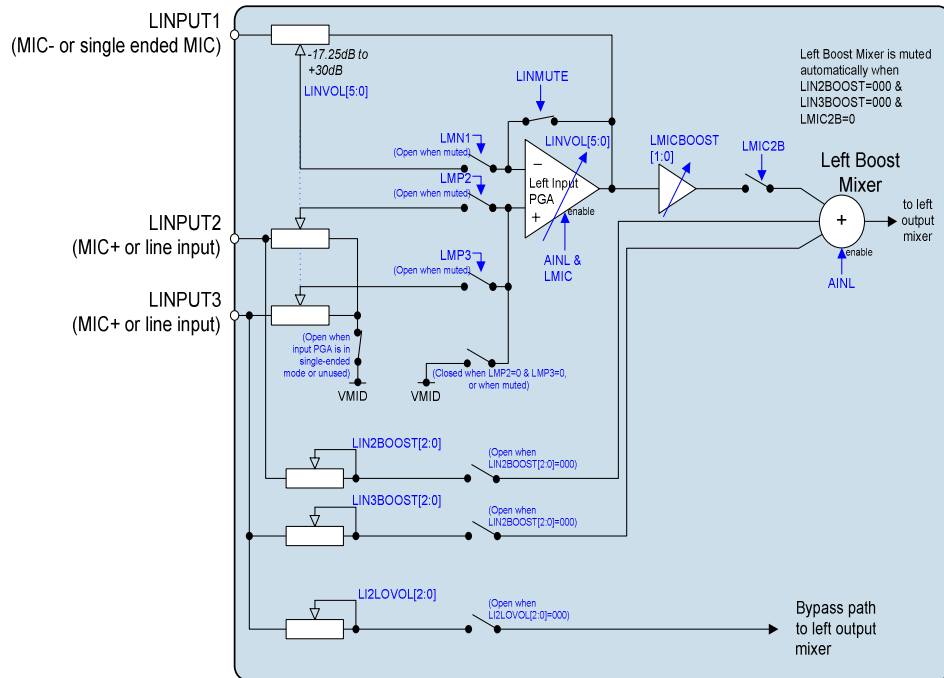 LINPUT1
(MIC- or single ended MIC)
-17.25dB to
+30dB
LINVOL[5:0]
LINMUTE
Left Boost Mixer is muted
automatically when
LIN2BOOST=000 &
LIN3BOOST=000 &
LMIC2B=0
LMN1
(Open when muted)
LINVOL[5:0]
LMICBOOST
[1:0]
LMIC2B
Left Boost
Mixer
LMP2
(Open when muted)
−
Left Input
PGA
+
enable
to left
output
mixer
+
enable
LINPUT2
(MIC+ or line input)
LMP3
(Open when muted)
AINL &
LMIC
AINL
LINPUT3
(MIC+ or line input)
(Open when
input PGA is in
single-ended
mode or unused)
(Closed when LMP2=0 & LMP3=0,
or when muted)
VMID
VMID
LIN2BOOST[2:0]
(Open when
LIN2BOOST[2:0]=000)
LIN3BOOST[2:0]
(Open when
LIN2BOOST[2:0]=000)
LI2LOVOL[2:0]
(Open when
LI2LOVOL[2:0]=000)
Bypass path
to left output
mixer